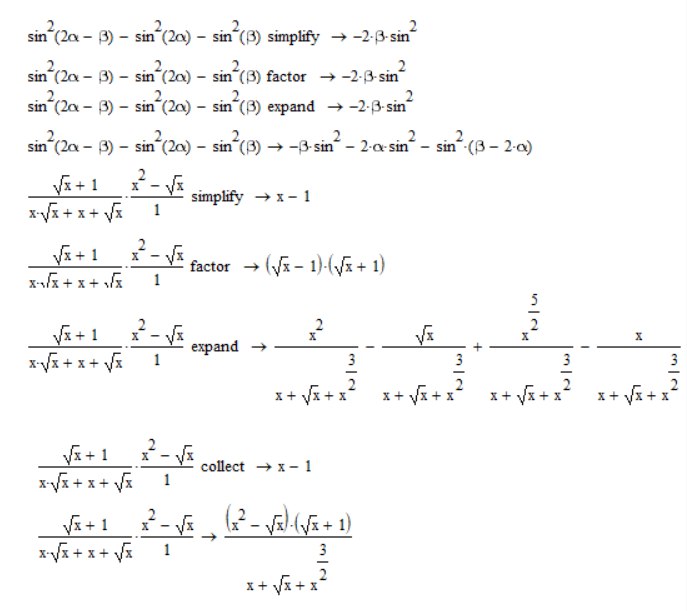 sin²(2α − β) − sin²(2α) − sin²(β) simplify → −2·β·sin²
sin²(2α − β) − sin²(2α) − sin²(β) factor → −2·β·sin²
sin²(2α − β) − sin²(2α) − sin²(β) expand → −2·β·sin²
sin²(2α − β) − sin²(2α) − sin²(β) → −β·sin² − 2·α·sin² − sin²·(β − 2·α)
(√x + 1)/(x·√x + x + √x) · (x² − √x)/1 simplify → x − 1
(√x + 1)/(x·√x + x + √x) · (x² − √x)/1 factor → (√x − 1)·(√x + 1)
(√x + 1)/(x·√x + x + √x) · (x² − √x)/1 expand → x²/(x + √x + x^(3/2)) − √x/(x + √x + x^(3/2)) + x^(5/2)/(x + √x + x^(3/2)) − x/(x + √x + x^(3/2))
(√x + 1)/(x·√x + x + √x) · (x² − √x)/1 collect → x − 1
(√x + 1)/(x·√x + x + √x) · (x² − √x)/1 → (x² − √x)·(√x + 1)/(x + √x + x^(3/2))